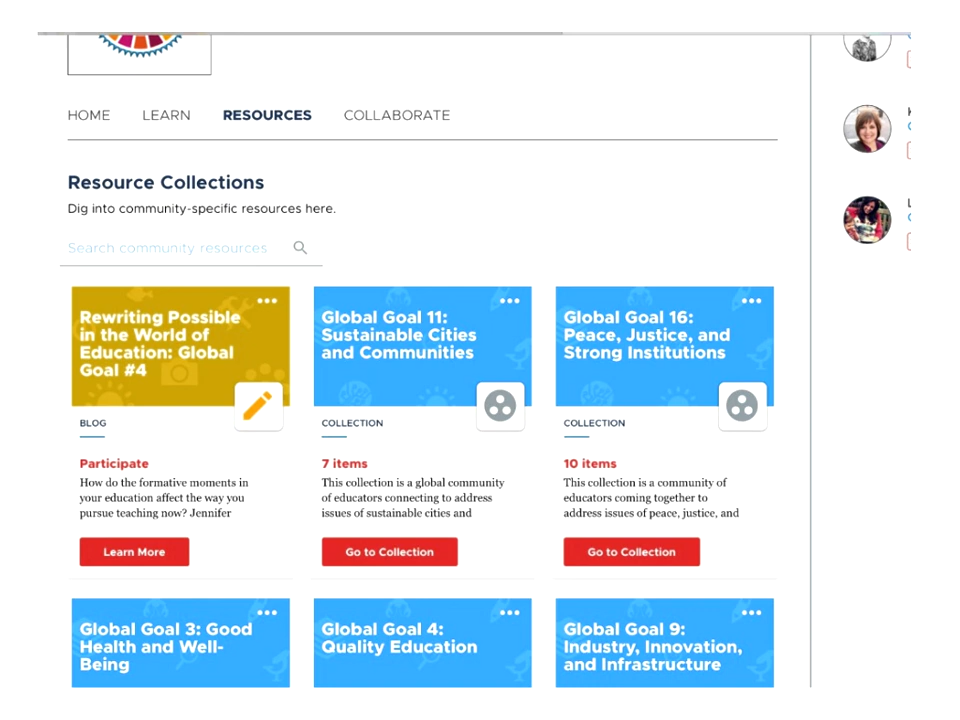 HOME LEARN RESOURCES COLLABORATE
Resource Collections
Dig into community-specific resources here.
Search community resources
Rewriting Possible
in the World of
Education: Global
Goal #4
BLOG
Participate
How do the formative moments in
your education affect the way you
pursue teaching now? Jennifer
Learn More
Global Goal 11:
Sustainable Cities
and Communities
COLLECTION
7 items
This collection is a global community
of educators connecting to address
issues of sustainable cities and
Go to Collection
Global Goal 16:
Peace, Justice, and
Strong Institutions
COLLECTION
10 items
This collection is a community of
educators coming together to
address issues of peace, justice, and
Go to Collection
Global Goal 3: Good
Health and Well-
Being
Global Goal 4:
Quality Education
Global Goal 9:
Industry, Innovation,
and Infrastructure